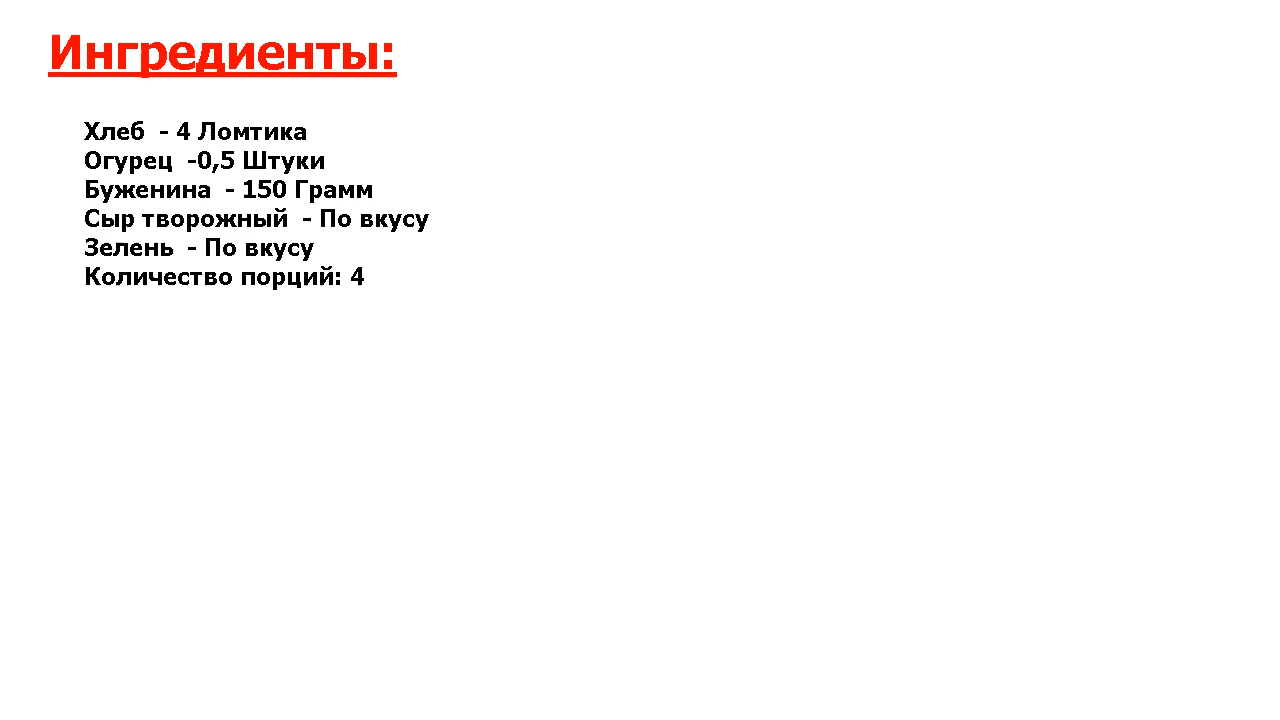 Ингредиенты:
Хлеб  - 4 Ломтика
Огурец  -0,5 Штуки
Буженина  - 150 Грамм
Сыр творожный  - По вкусу
Зелень  - По вкусу
Количество порций: 4